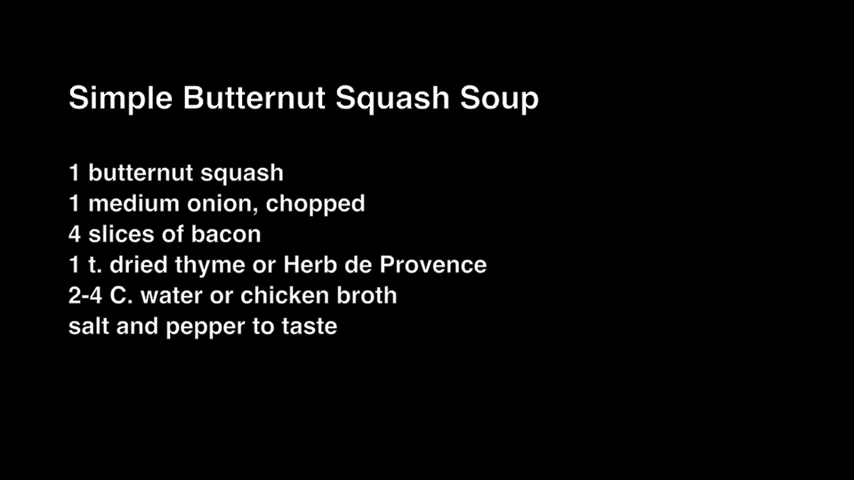 Simple Butternut Squash Soup
1 butternut squash
1 medium onion, chopped
4 slices of bacon
1 t. dried thyme or Herb de Provence
2-4 C. water or chicken broth
salt and pepper to taste